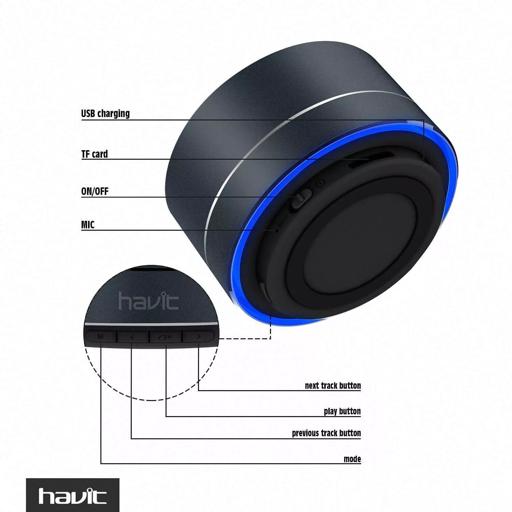 USB charging
TF card
ON/OFF
MIC
havit
M
next track button
play button
previous track button
mode
havit